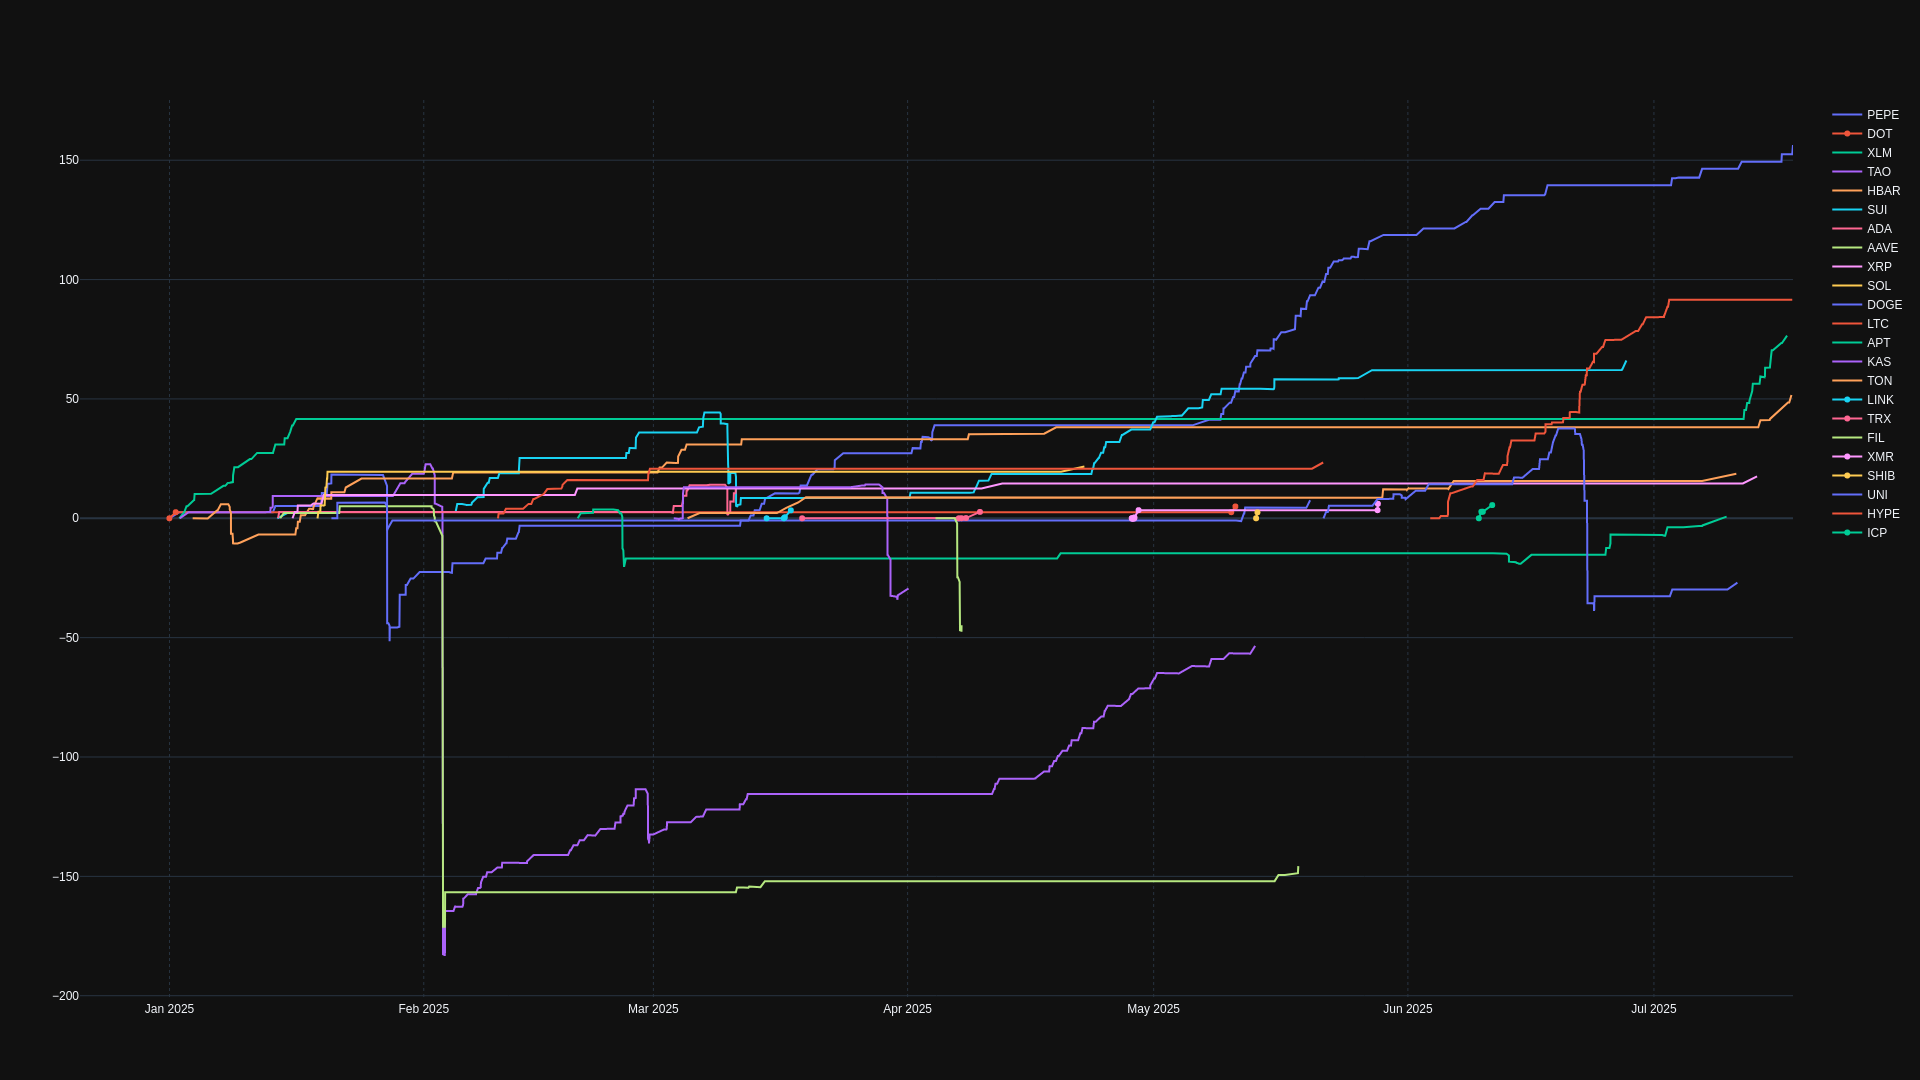 150
100
50
0
−50
−100
−150
−200
Jan 2025
Feb 2025
Mar 2025
Apr 2025
May 2025
Jun 2025
Jul 2025
PEPE
DOT
XLM
TAO
HBAR
SUI
ADA
AAVE
XRP
SOL
DOGE
LTC
APT
KAS
TON
LINK
TRX
FIL
XMR
SHIB
UNI
HYPE
ICP